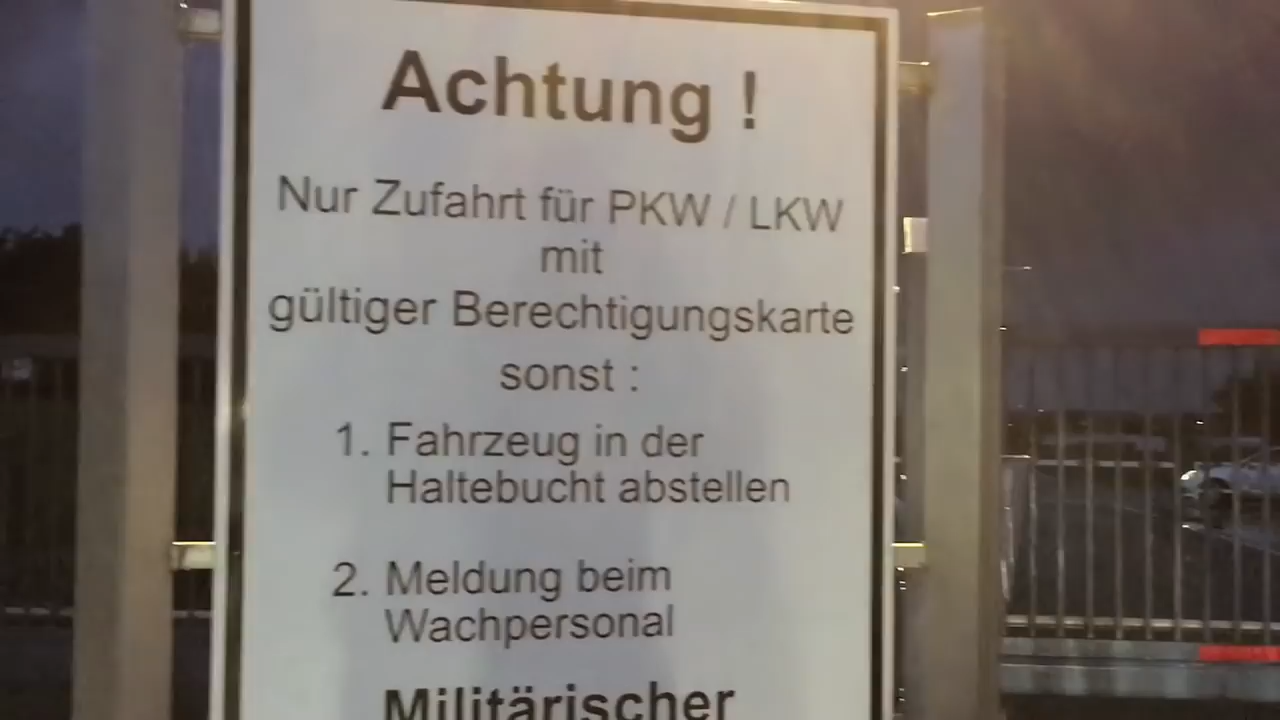 Achtung !
Nur Zufahrt für PKW / LKW
mit
gültiger Berechtigungskarte
sonst :
1. Fahrzeug in der
Haltebucht abstellen
2. Meldung beim
Wachpersonal
Militärischer